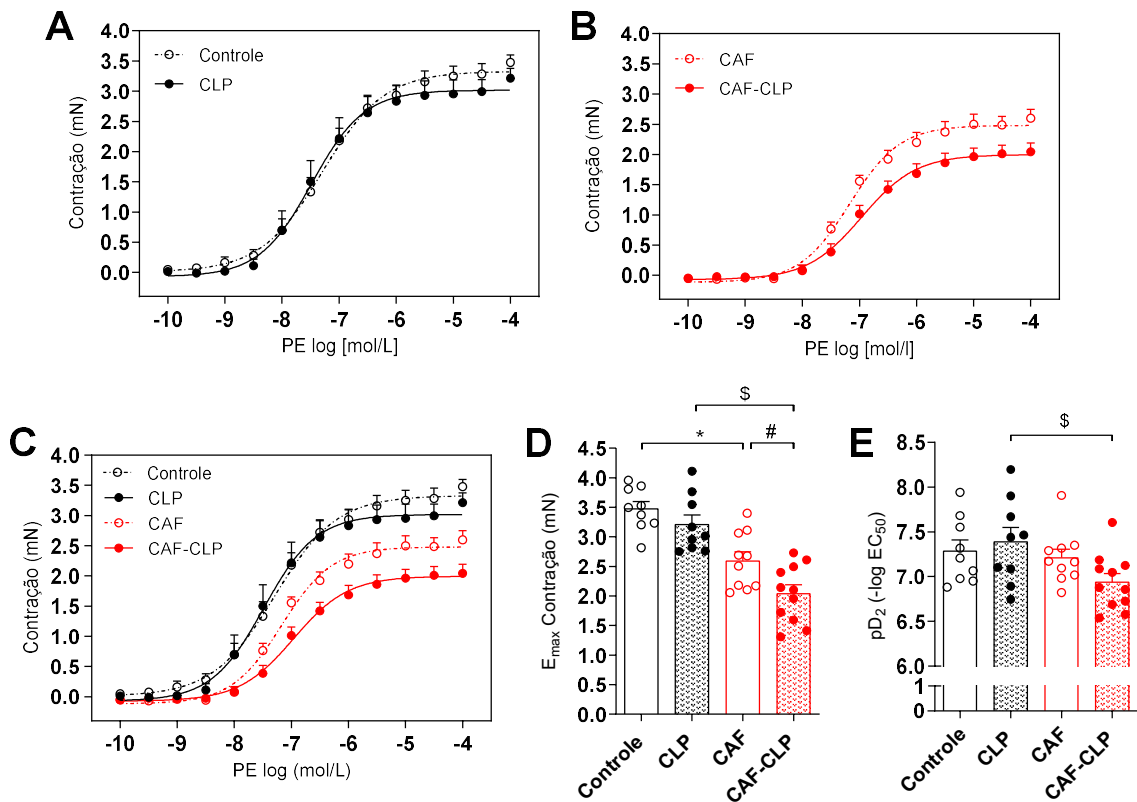 A
Controle
CLP
Contração (mN)
4.0
3.5
3.0
2.5
2.0
1.5
1.0
0.5
0.0
-10 -9 -8 -7 -6 -5 -4
PE log [mol/L]
B
CAF
CAF-CLP
Contração (mN)
4.0
3.5
3.0
2.5
2.0
1.5
1.0
0.5
0.0
-10 -9 -8 -7 -6 -5 -4
PE log [mol/l]
C
Controle
CLP
CAF
CAF-CLP
Contração (mN)
4.0
3.5
3.0
2.5
2.0
1.5
1.0
0.5
0.0
-10 -9 -8 -7 -6 -5 -4
PE log (mol/L)
D
$
* #
Emax Contração (mN)
4.5
4.0
3.5
3.0
2.5
2.0
1.5
1.0
0.5
0.0
Controle CLP CAF CAF-CLP
E
$
pD2 (-log EC50)
8.5
8.0
7.5
7.0
6.5
6.0
1
0
Controle CLP CAF CAF-CLP